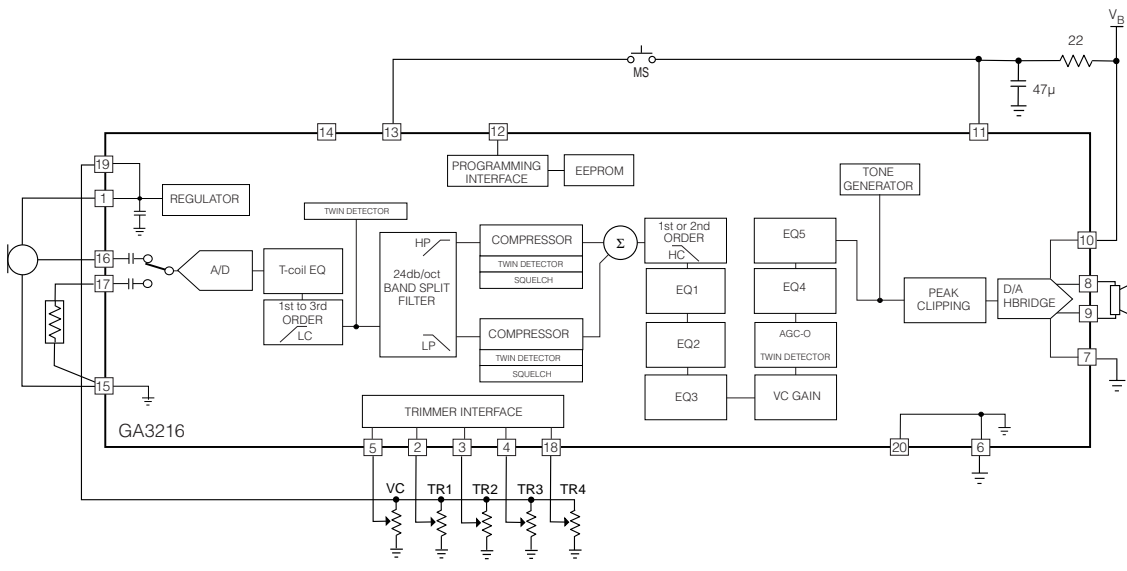 VB
22
MS
47µ
14
13
12
11
19
1
REGULATOR
PROGRAMMING
INTERFACE
EEPROM
TONE
GENERATOR
TWIN DETECTOR
16
17
A/D
T-coil EQ
1st to 3rd
ORDER
LC
HP
24db/oct
BAND SPLIT
FILTER
LP
COMPRESSOR
TWIN DETECTOR
SQUELCH
COMPRESSOR
TWIN DETECTOR
SQUELCH
Σ
1st or 2nd
ORDER
HC
EQ1
EQ2
EQ3
EQ5
EQ4
AGC-O
TWIN DETECTOR
VC GAIN
PEAK
CLIPPING
D/A
HBRIDGE
10
8
9
7
15
GA3216
TRIMMER INTERFACE
5
2
3
4
18
20
6
VC
TR1
TR2
TR3
TR4